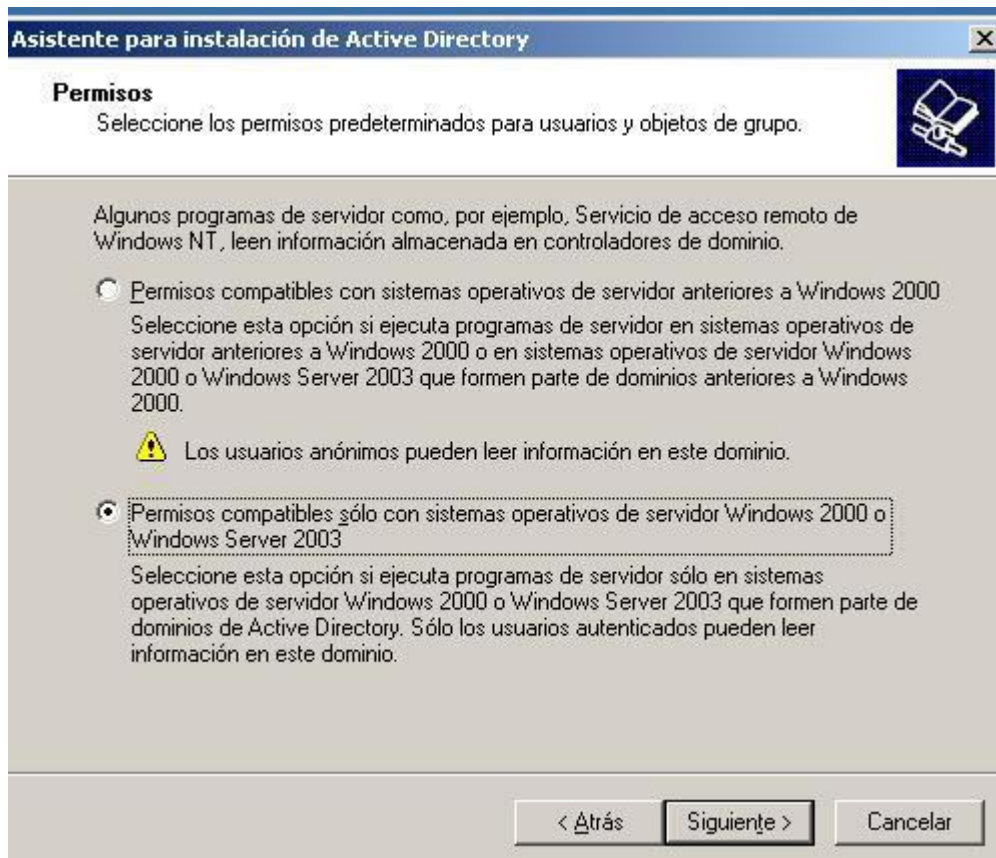 Asistente para instalación de Active Directory
Permisos
Seleccione los permisos predeterminados para usuarios y objetos de grupo.
Algunos programas de servidor como, por ejemplo, Servicio de acceso remoto de
Windows NT, leen información almacenada en controladores de dominio.
Permisos compatibles con sistemas operativos de servidor anteriores a Windows 2000
Seleccione esta opción si ejecuta programas de servidor en sistemas operativos de
servidor anteriores a Windows 2000 o en sistemas operativos de servidor Windows
2000 o Windows Server 2003 que formen parte de dominios anteriores a Windows
2000.
Los usuarios anónimos pueden leer información en este dominio.
Permisos compatibles sólo con sistemas operativos de servidor Windows 2000 o
Windows Server 2003
Seleccione esta opción si ejecuta programas de servidor sólo en sistemas
operativos de servidor Windows 2000 o Windows Server 2003 que formen parte de
dominios de Active Directory. Sólo los usuarios autenticados pueden leer
información en este dominio.
< Atrás
Siguiente >
Cancelar